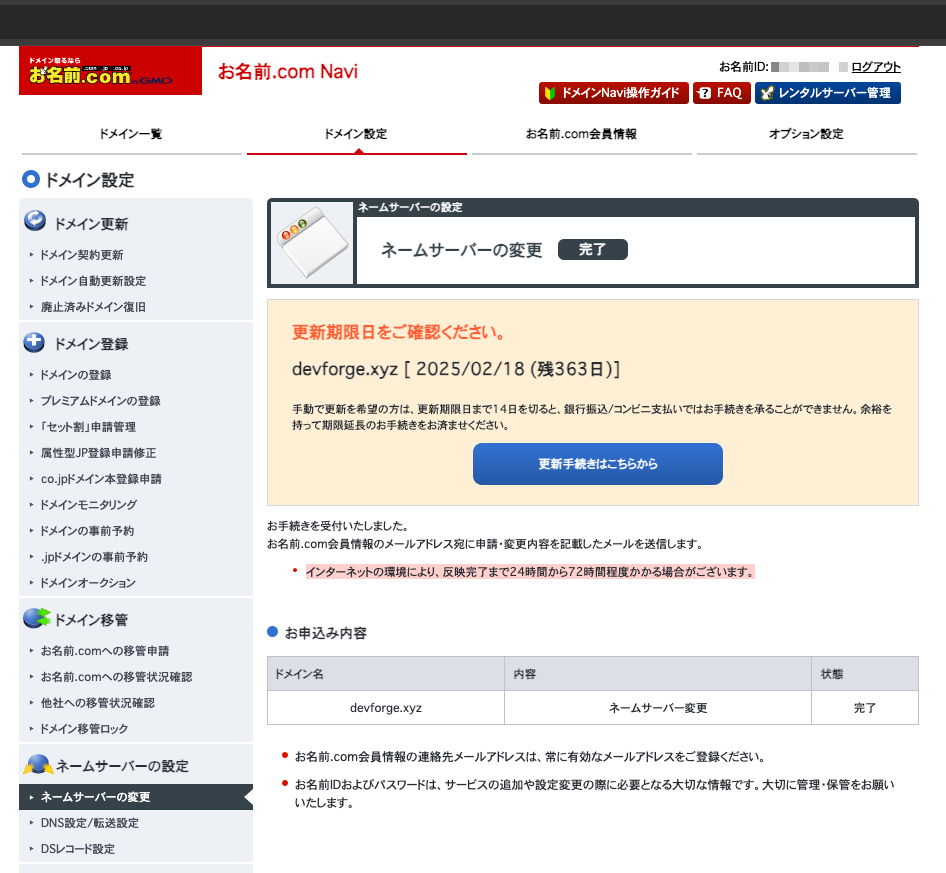 ドメイン取るなら
お名前.com by GMO
お名前.com Navi
お名前ID:
ログアウト
ドメインNavi操作ガイド
FAQ
レンタルサーバー管理
ドメイン一覧
ドメイン設定
お名前.com会員情報
オプション設定
ドメイン設定
ドメイン更新
ドメイン契約更新
ドメイン自動更新設定
廃止済みドメイン復旧
ドメイン登録
ドメインの登録
プレミアムドメインの登録
「セット割」申請管理
属性型JP登録申請修正
co.jpドメイン本登録申請
ドメインモニタリング
ドメインの事前予約
.jpドメインの事前予約
ドメインオークション
ドメイン移管
お名前.comへの移管申請
お名前.comへの移管状況確認
他社への移管状況確認
ドメイン移管ロック
ネームサーバーの設定
ネームサーバーの変更
DNS設定/転送設定
DSレコード設定
ネームサーバーの設定
ネームサーバーの変更 完了
更新期限日をご確認ください。
devforge.xyz [ 2025/02/18 (残363日)]
手動で更新を希望の方は、更新期限日まで14日を切ると、銀行振込/コンビニ支払いではお手続きを承ることができません。余裕を
持って期限延長のお手続きをお済ませください。
更新手続きはこちらから
お手続きを受付いたしました。
お名前.com会員情報のメールアドレス宛に申請・変更内容を記載したメールを送信します。
インターネットの環境により、反映完了まで24時間から72時間程度かかる場合がございます。
お申込み内容
ドメイン名 内容 状態
devforge.xyz ネームサーバー変更 完了
お名前.com会員情報の連絡先メールアドレスは、常に有効なメールアドレスをご登録ください。
お名前IDおよびパスワードは、サービスの追加や設定変更の際に必要となる大切な情報です。大切に管理・保管をお願い
いたします。